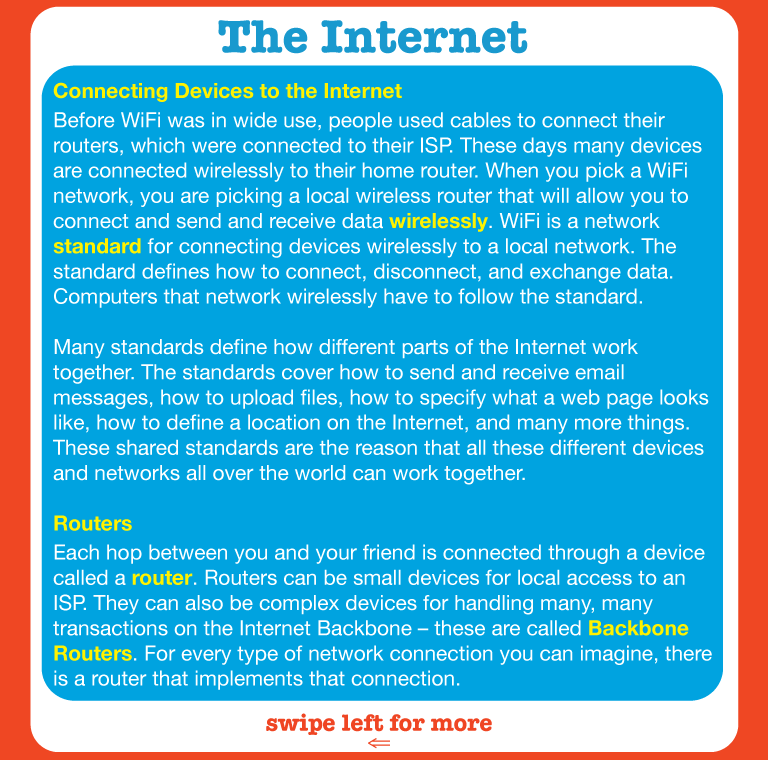 The Internet
Connecting Devices to the Internet
Before WiFi was in wide use, people used cables to connect their
routers, which were connected to their ISP. These days many devices
are connected wirelessly to their home router. When you pick a WiFi
network, you are picking a local wireless router that will allow you to
connect and send and receive data wirelessly. WiFi is a network
standard for connecting devices wirelessly to a local network. The
standard defines how to connect, disconnect, and exchange data.
Computers that network wirelessly have to follow the standard.
Many standards define how different parts of the Internet work
together. The standards cover how to send and receive email
messages, how to upload files, how to specify what a web page looks
like, how to define a location on the Internet, and many more things.
These shared standards are the reason that all these different devices
and networks all over the world can work together.
Routers
Each hop between you and your friend is connected through a device
called a router. Routers can be small devices for local access to an
ISP. They can also be complex devices for handling many, many
transactions on the Internet Backbone – these are called Backbone
Routers. For every type of network connection you can imagine, there
is a router that implements that connection.
swipe left for more
⇐